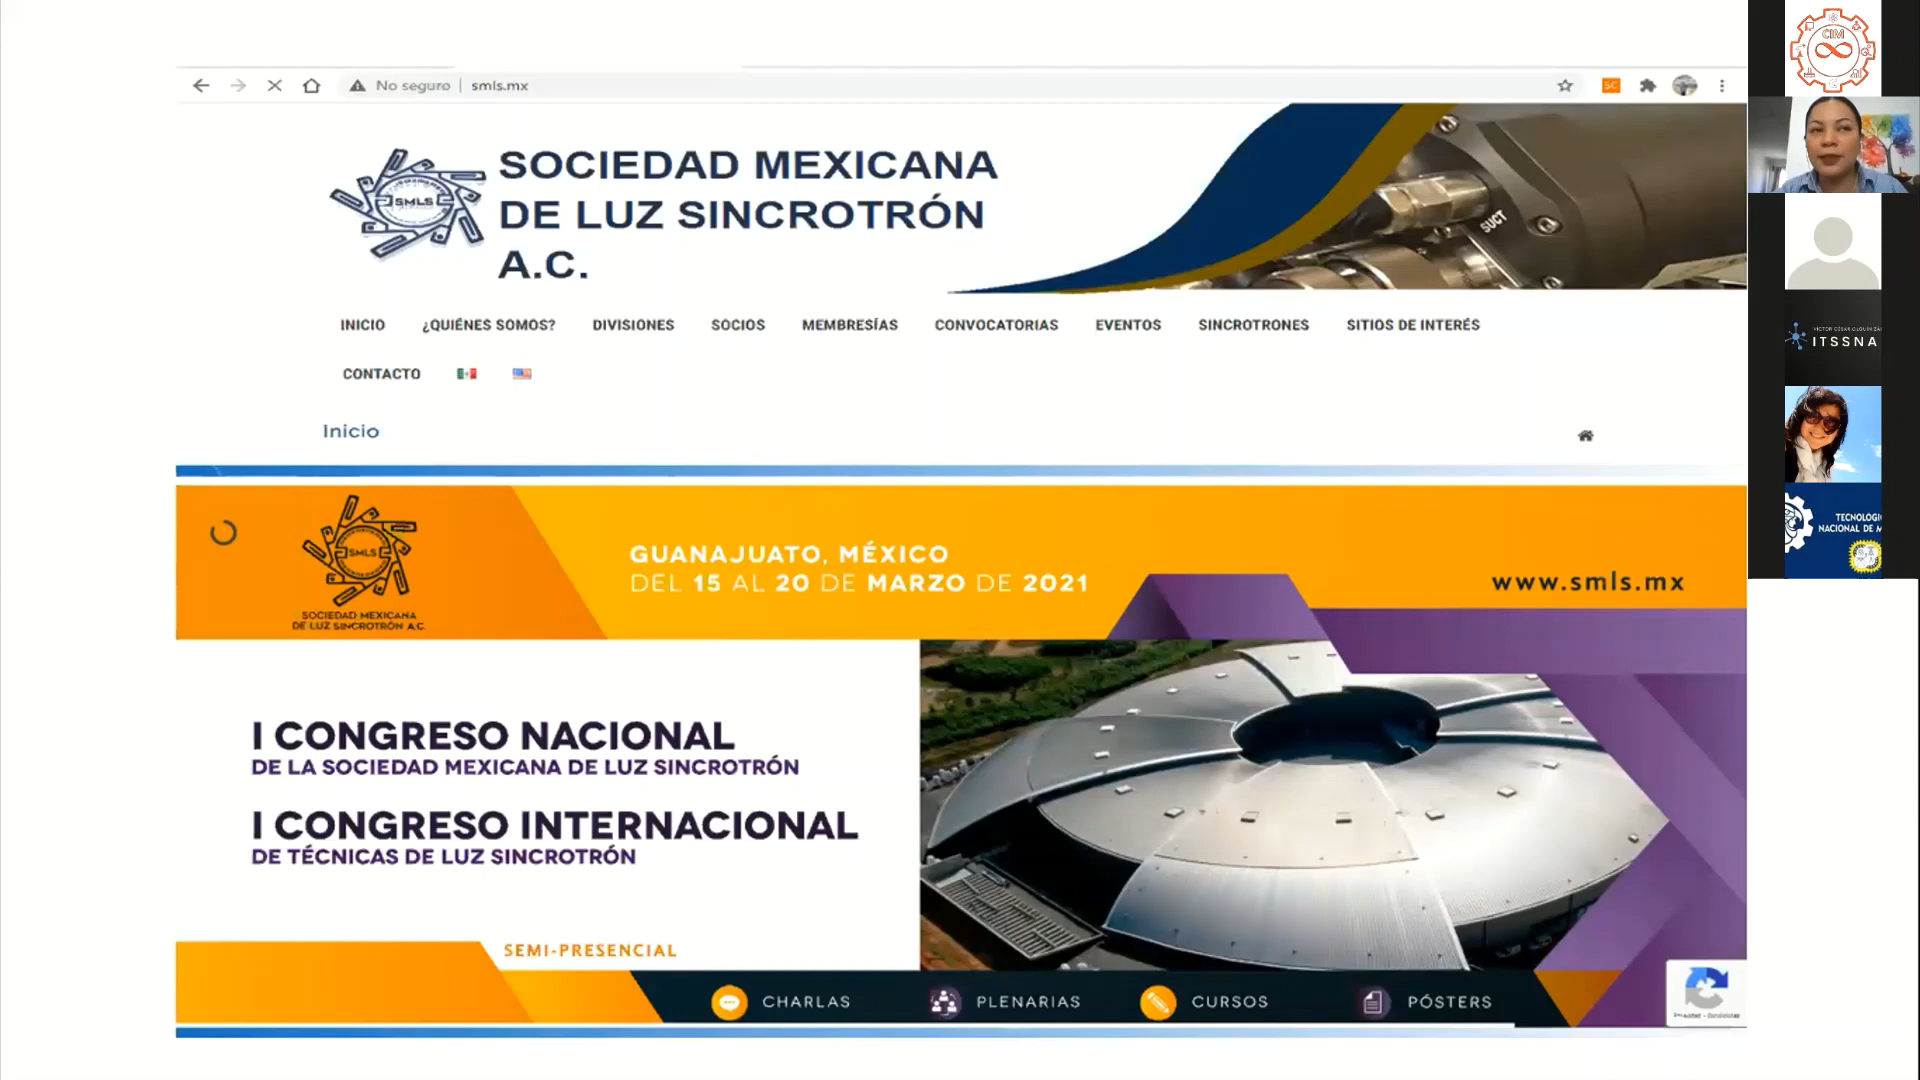 No seguro | smls.mx
SC
SMLS
SOCIEDAD MEXICANA
DE LUZ SINCROTRÓN
A.C.
SUCT
INICIO ¿QUIÉNES SOMOS? DIVISIONES SOCIOS MEMBRESÍAS CONVOCATORIAS EVENTOS SINCROTRONES SITIOS DE INTERÉS
CONTACTO
Inicio
SMLS
SOCIEDAD MEXICANA
DE LUZ SINCROTRÓN A.C.
GUANAJUATO, MÉXICO
DEL 15 AL 20 DE MARZO DE 2021
www.smls.mx
I CONGRESO NACIONAL
DE LA SOCIEDAD MEXICANA DE LUZ SINCROTRÓN
I CONGRESO INTERNACIONAL
DE TÉCNICAS DE LUZ SINCROTRÓN
SEMI-PRESENCIAL
CHARLAS PLENARIAS CURSOS PÓSTERS
CIM
ITSSNA
TECNOLÓGI
NACIONAL DE M